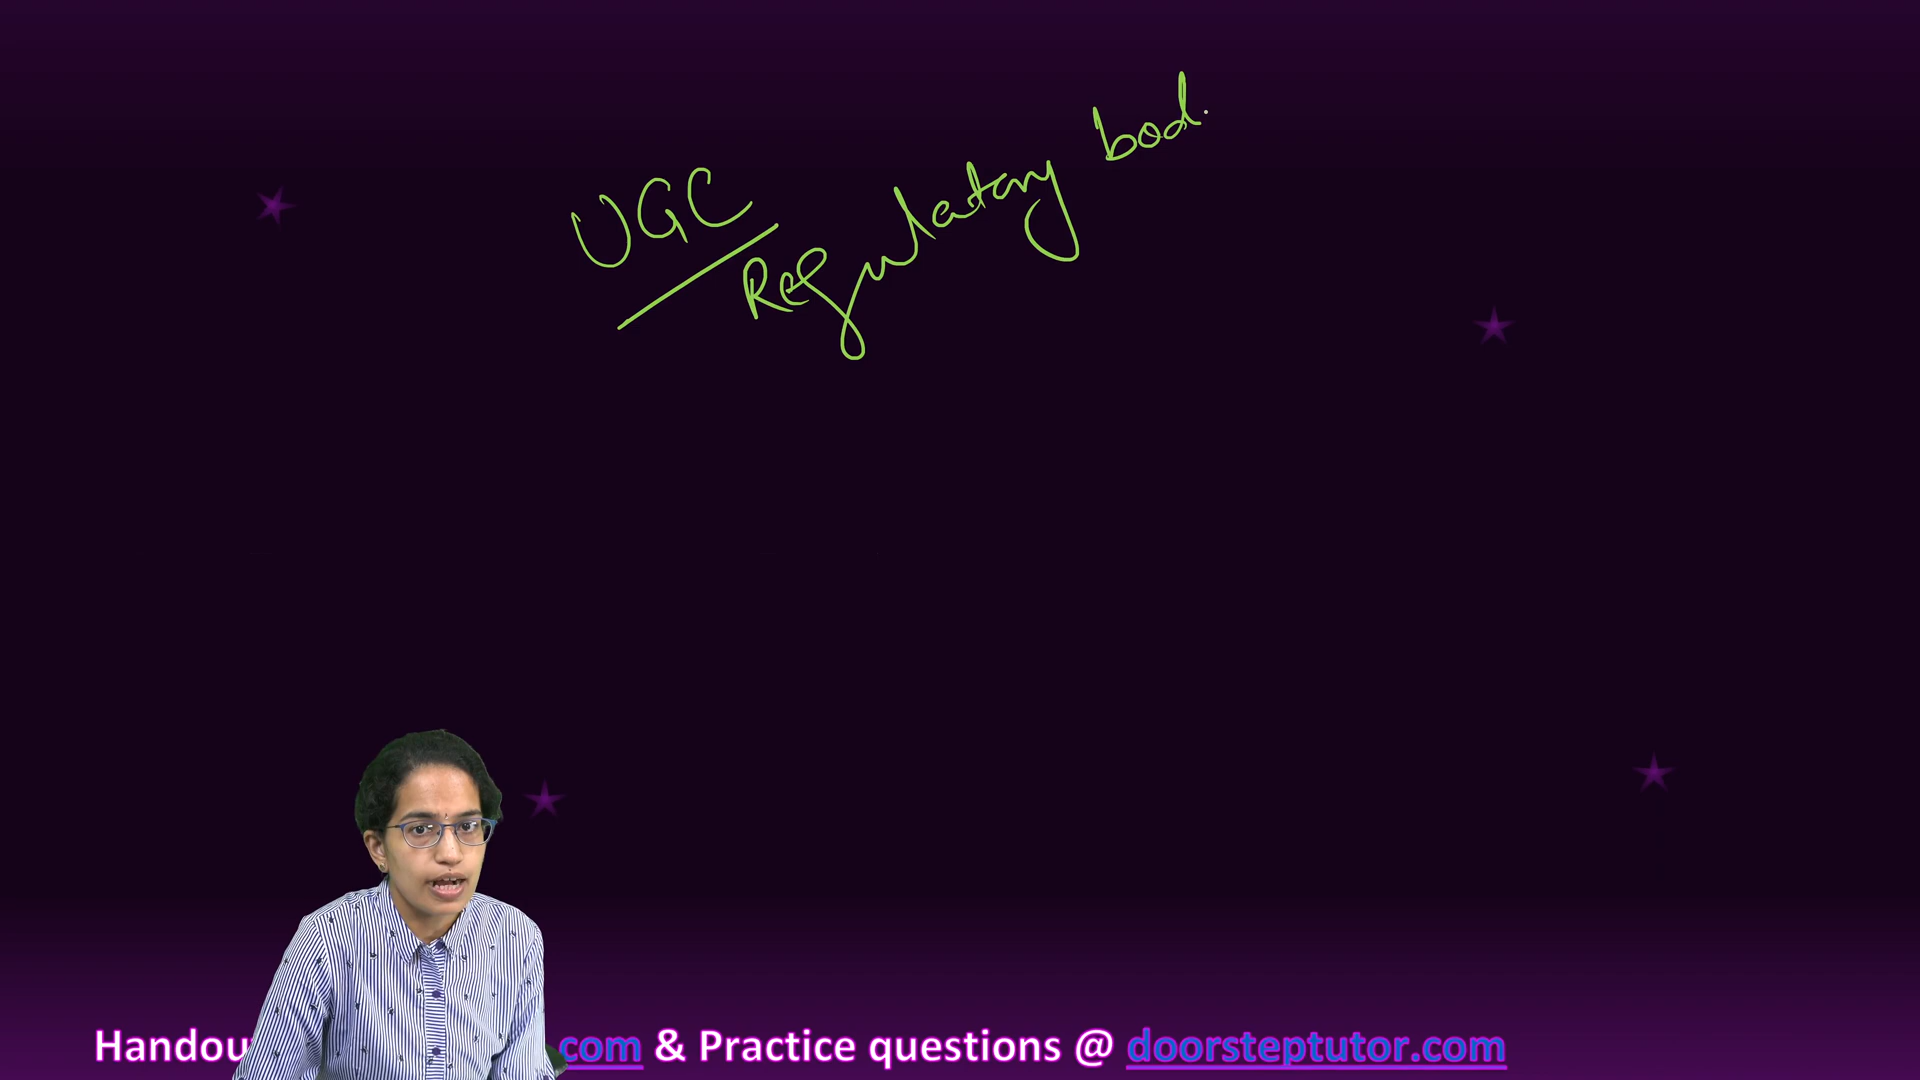 UGC
Regulatory bod.
Handou com & Practice questions @ doorsteptutor.com